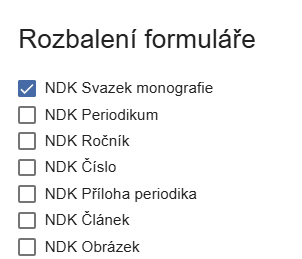 Rozbalení formuláře
NDK Svazek monografie
NDK Periodikum
NDK Ročník
NDK Číslo
NDK Příloha periodika
NDK Článek
NDK Obrázek